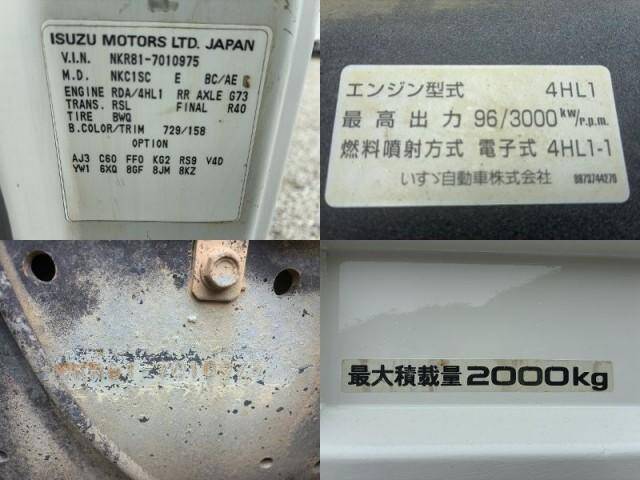 ISUZU MOTORS LTD. JAPAN
V.I.N. NKR81-7010975
M.D. NKC1SC E BC/AE
ENGINE RDA/4HL1 RR AXLE G73
TRANS. RSL FINAL R40
TIRE BWQ
B.COLOR/TRIM 729/158
OPTION
AJ3 C60 FF0 KG2 RS9 V4D
YW1 6XQ 8GF 8JM 8KZ
エンジン型式 4HL1
最高出力 96/3000kw/r.p.m.
燃料噴射方式 電子式 4HL1-1
いすゞ自動車株式会社 8973744270
最大積載量2000kg